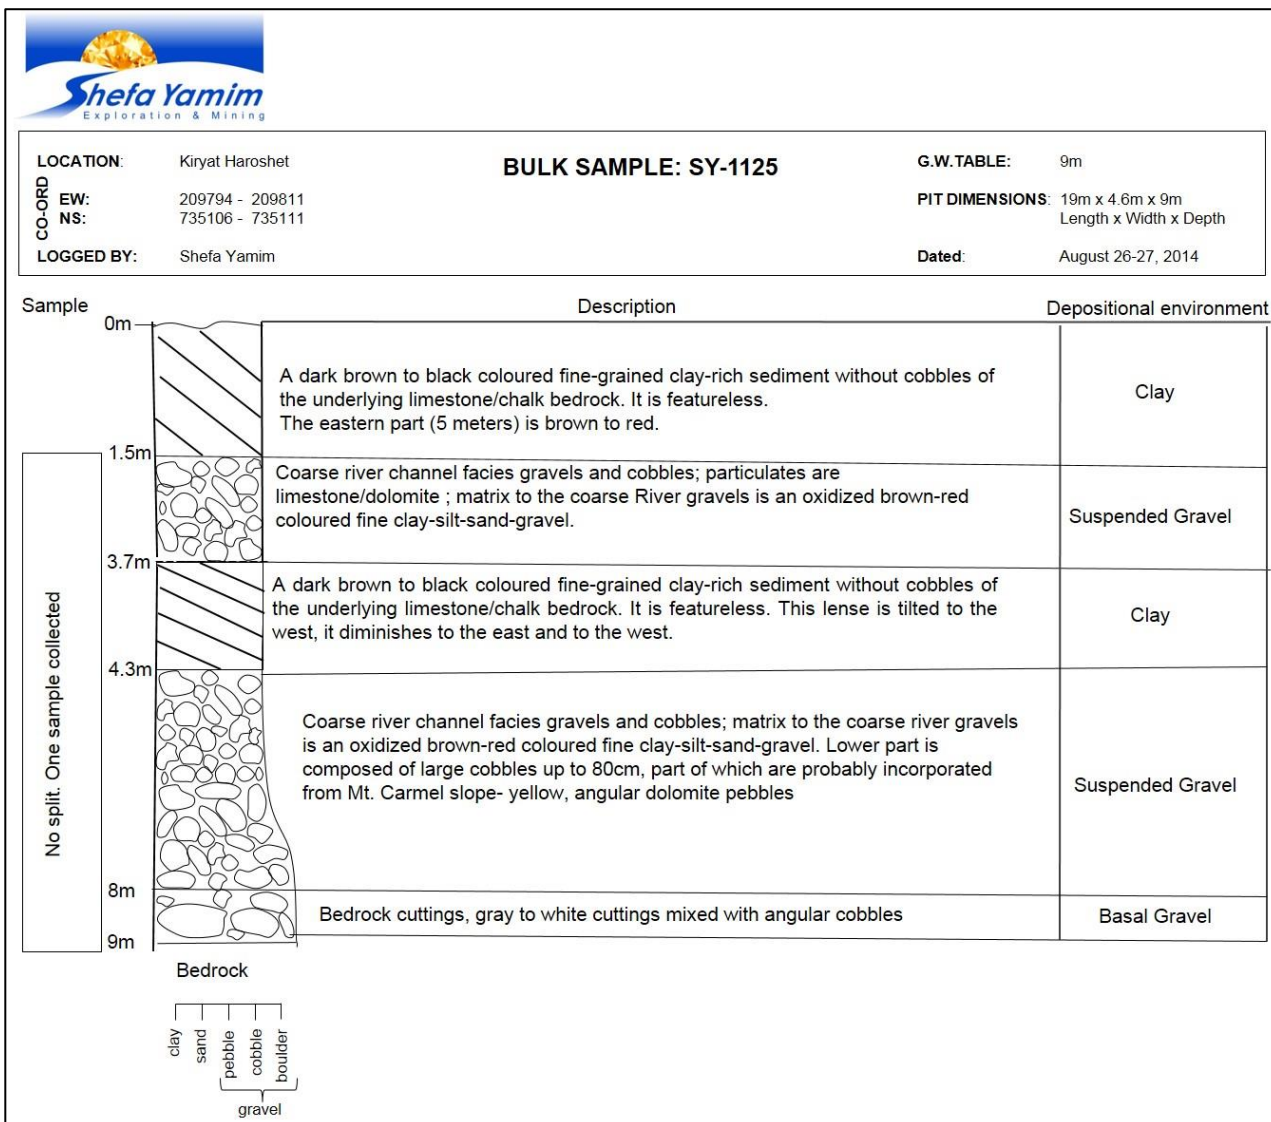 Shefa Yamim
Exploration & Mining
LOCATION: Kiryat Haroshet
BULK SAMPLE: SY-1125
G.W.TABLE: 9m
CO-ORD
EW: 209794 - 209811
NS: 735106 - 735111
PIT DIMENSIONS: 19m x 4.6m x 9m
Length x Width x Depth
LOGGED BY: Shefa Yamim
Dated: August 26-27, 2014
Sample
Description
Depositional environment
0m
A dark brown to black coloured fine-grained clay-rich sediment without cobbles of
the underlying limestone/chalk bedrock. It is featureless.
The eastern part (5 meters) is brown to red.
Clay
1.5m
Coarse river channel facies gravels and cobbles; particulates are
limestone/dolomite ; matrix to the coarse River gravels is an oxidized brown-red
coloured fine clay-silt-sand-gravel.
Suspended Gravel
3.7m
A dark brown to black coloured fine-grained clay-rich sediment without cobbles of
the underlying limestone/chalk bedrock. It is featureless. This lense is tilted to the
west, it diminishes to the east and to the west.
Clay
4.3m
No split. One sample collected
Coarse river channel facies gravels and cobbles; matrix to the coarse river gravels
is an oxidized brown-red coloured fine clay-silt-sand-gravel. Lower part is
composed of large cobbles up to 80cm, part of which are probably incorporated
from Mt. Carmel slope- yellow, angular dolomite pebbles
Suspended Gravel
8m
Bedrock cuttings, gray to white cuttings mixed with angular cobbles
Basal Gravel
9m
Bedrock
clay
sand
pebble
cobble
boulder
gravel